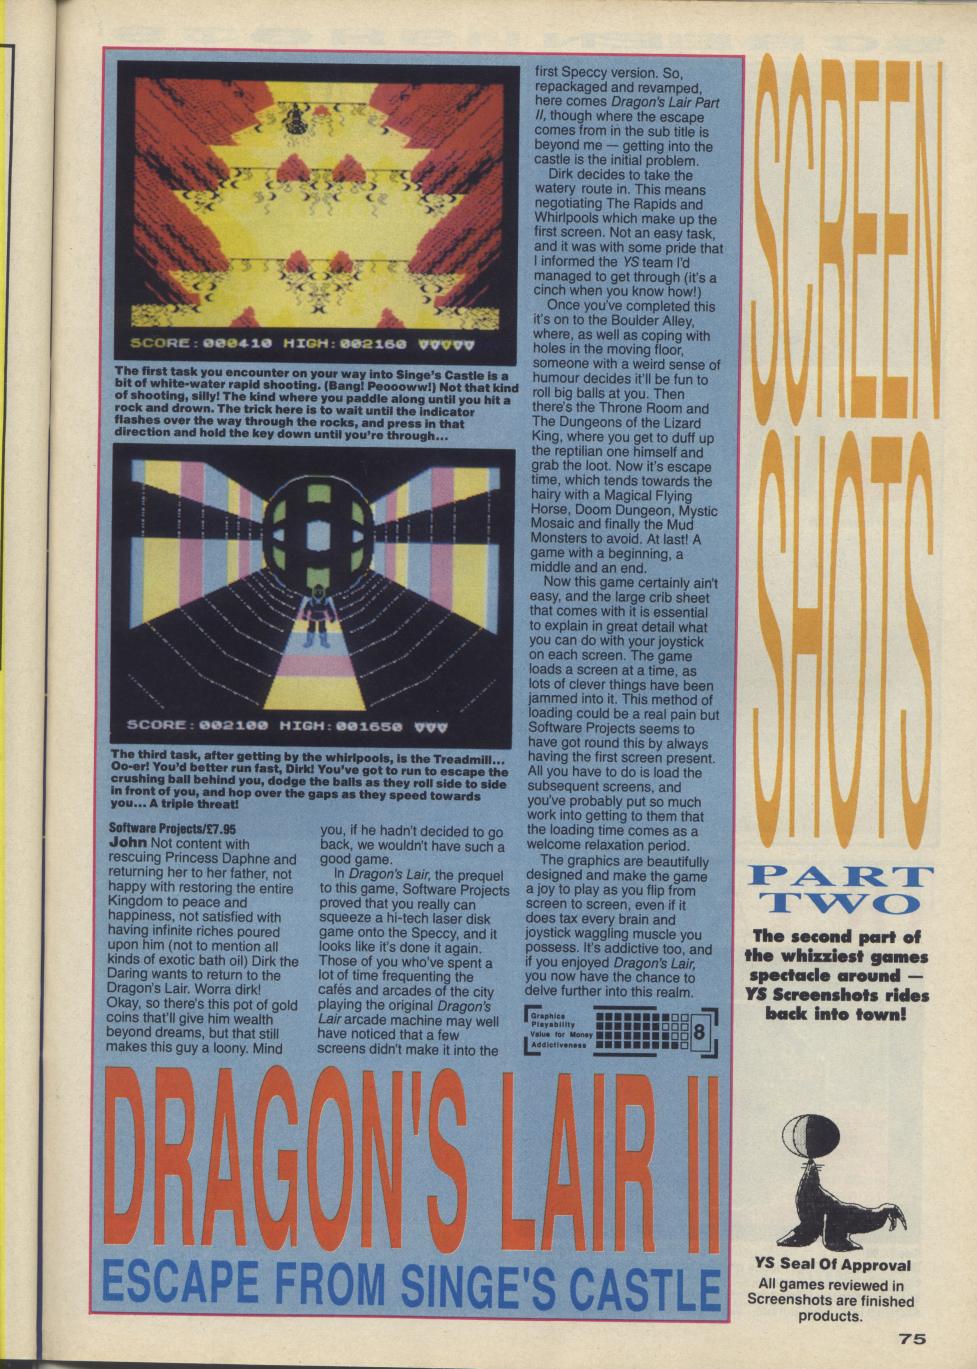 SCORE:000410 HIGH:002160
The first task you encounter on your way into Singe's Castle is a
bit of white-water rapid shooting. (Bang! Peoooww!) Not that kind
of shooting, silly! The kind where you paddle along until you hit a
rock and drown. The trick here is to wait until the indicator
flashes over the way through the rocks, and press in that
direction and hold the key down until you're through...
SCORE:002100 HIGH:001650
The third task, after getting by the whirlpools, is the Treadmill...
Oo-er! You'd better run fast, Dirk! You've got to run to escape the
crushing ball behind you, dodge the balls as they roll side to side
in front of you, and hop over the gaps as they speed towards
you... A triple threat!
Software Projects/£7.95
John Not content with
rescuing Princess Daphne and
returning her to her father, not
happy with restoring the entire
Kingdom to peace and
happiness, not satisfied with
having infinite riches poured
upon him (not to mention all
kinds of exotic bath oil) Dirk the
Daring wants to return to the
Dragon's Lair. Worra dirk!
Okay, so there's this pot of gold
coins that'll give him wealth
beyond dreams, but that still
makes this guy a loony. Mind
you, if he hadn't decided to go
back, we wouldn't have such a
good game.
In Dragon's Lair, the prequel
to this game, Software Projects
proved that you really can
squeeze a hi-tech laser disk
game onto the Speccy, and it
looks like it's done it again.
Those of you who've spent a
lot of time frequenting the
cafés and arcades of the city
playing the original Dragon's
Lair arcade machine may well
have noticed that a few
screens didn't make it into the
first Speccy version. So,
repackaged and revamped,
here comes Dragon's Lair Part
II, though where the escape
comes from in the sub title is
beyond me — getting into the
castle is the initial problem.
Dirk decides to take the
watery route in. This means
negotiating The Rapids and
Whirlpools which make up the
first screen. Not an easy task,
and it was with some pride that
I informed the YS team I'd
managed to get through (it's a
cinch when you know how!)
Once you've completed this
it's on to the Boulder Alley,
where, as well as coping with
holes in the moving floor,
someone with a weird sense of
humour decides it'll be fun to
roll big balls at you. Then
there's the Throne Room and
The Dungeons of the Lizard
King, where you get to duff up
the reptilian one himself and
grab the loot. Now it's escape
time, which tends towards the
hairy with a Magical Flying
Horse, Doom Dungeon, Mystic
Mosaic and finally the Mud
Monsters to avoid. At last! A
game with a beginning, a
middle and an end.
Now this game certainly ain't
easy, and the large crib sheet
that comes with it is essential
to explain in great detail what
you can do with your joystick
on each screen. The game
loads a screen at a time, as
lots of clever things have been
jammed into it. This method of
loading could be a real pain but
Software Projects seems to
have got round this by always
having the first screen present.
All you have to do is load the
subsequent screens, and
you've probably put so much
work into getting to them that
the loading time comes as a
welcome relaxation period.
The graphics are beautifully
designed and make the game
a joy to play as you flip from
screen to screen, even if it
does tax every brain and
joystick waggling muscle you
possess. It's addictive too, and
if you enjoyed Dragon's Lair,
you now have the chance to
delve further into this realm.
Graphics
Playability
Value for Money
Addictiveness
8
DRAGON'S LAIR II
ESCAPE FROM SINGE'S CASTLE
SCREEN
SHOTS
PART
TWO
The second part of
the whizziest games
spectacle around —
YS Screenshots rides
back into town!
YS Seal Of Approval
All games reviewed in
Screenshots are finished
products.
75